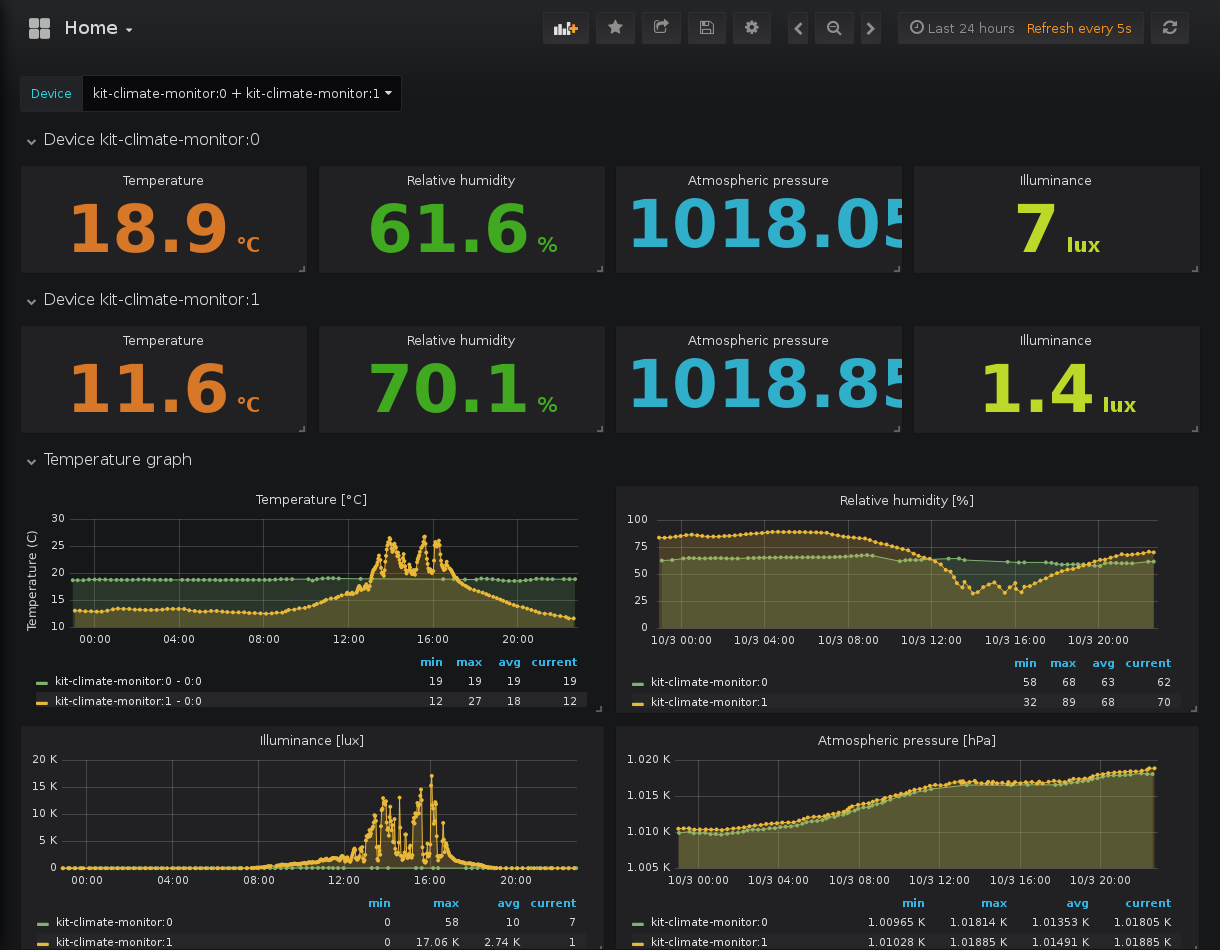 Home
Last 24 hours Refresh every 5s
Device kit-climate-monitor:0 + kit-climate-monitor:1
Device kit-climate-monitor:0
Temperature Relative humidity Atmospheric pressure Illuminance
18.9 °C 61.6 % 1018.05 7 lux
Device kit-climate-monitor:1
Temperature Relative humidity Atmospheric pressure Illuminance
11.6 °C 70.1 % 1018.85 1.4 lux
Temperature graph
Temperature [°C]
Temperature (C)
30
25
20
15
10
00:00 04:00 08:00 12:00 16:00 20:00
min max avg current
kit-climate-monitor:0 - 0:0 19 19 19 19
kit-climate-monitor:1 - 0:0 12 27 18 12
Relative humidity [%]
100
75
50
25
0
10/3 00:00 10/3 04:00 10/3 08:00 10/3 12:00 10/3 16:00 10/3 20:00
min max avg current
kit-climate-monitor:0 58 68 63 62
kit-climate-monitor:1 32 89 68 70
Illuminance [lux]
20 K
15 K
10 K
5 K
0
00:00 04:00 08:00 12:00 16:00 20:00
min max avg current
kit-climate-monitor:0 0 58 10 7
kit-climate-monitor:1 0 17.06 K 2.74 K 1
Atmospheric pressure [hPa]
1.020 K
1.015 K
1.010 K
1.005 K
10/3 00:00 10/3 04:00 10/3 08:00 10/3 12:00 10/3 16:00 10/3 20:00
min max avg current
kit-climate-monitor:0 1.00965 K 1.01814 K 1.01353 K 1.01805 K
kit-climate-monitor:1 1.01028 K 1.01885 K 1.01491 K 1.01885 K